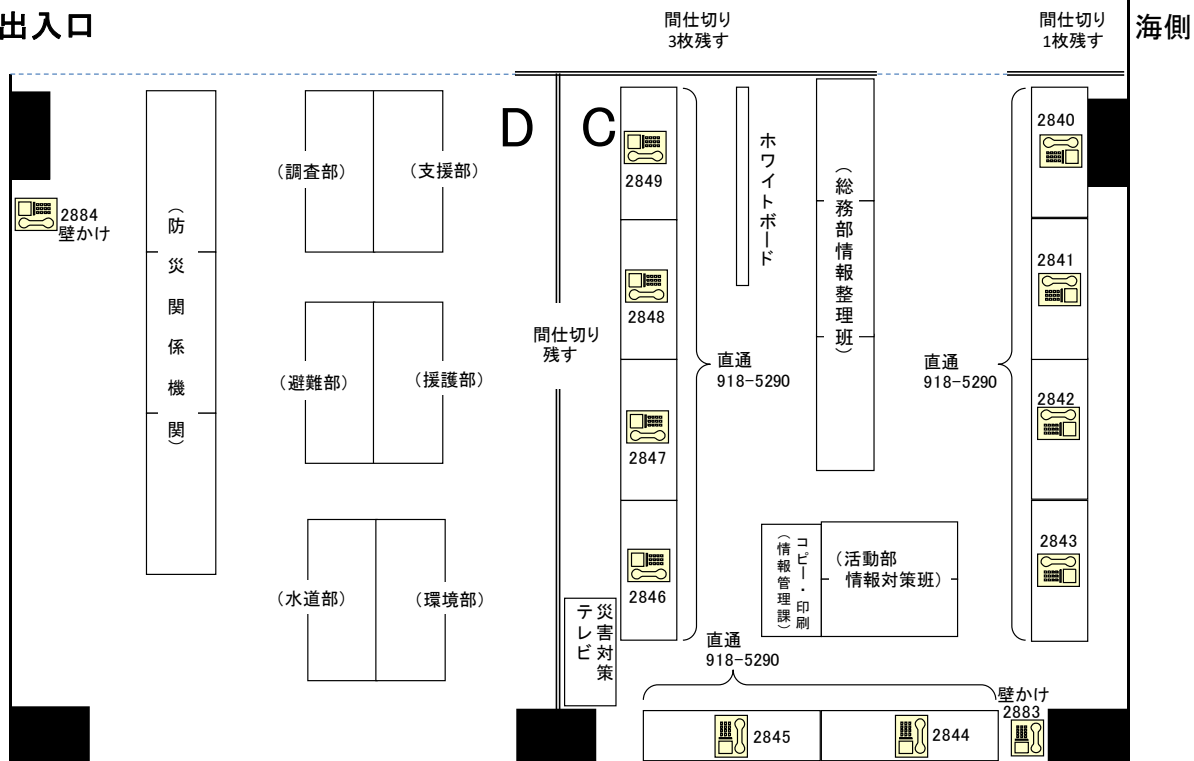 出入口
間仕切り
3枚残す
間仕切り
1枚残す
海側
D
C
2884
壁かけ
（防災関係機関）
（調査部）
（支援部）
（避難部）
（援護部）
（水道部）
（環境部）
間仕切り
残す
2849
2848
2847
2846
直通
918-5290
ホワイトボード
（総務部情報整理班）
直通
918-5290
2840
2841
2842
2843
災害対策
テレビ
コピー・印刷
（情報管理課）
（活動部
情報対策班）
直通
918-5290
2845
2844
壁かけ
2883